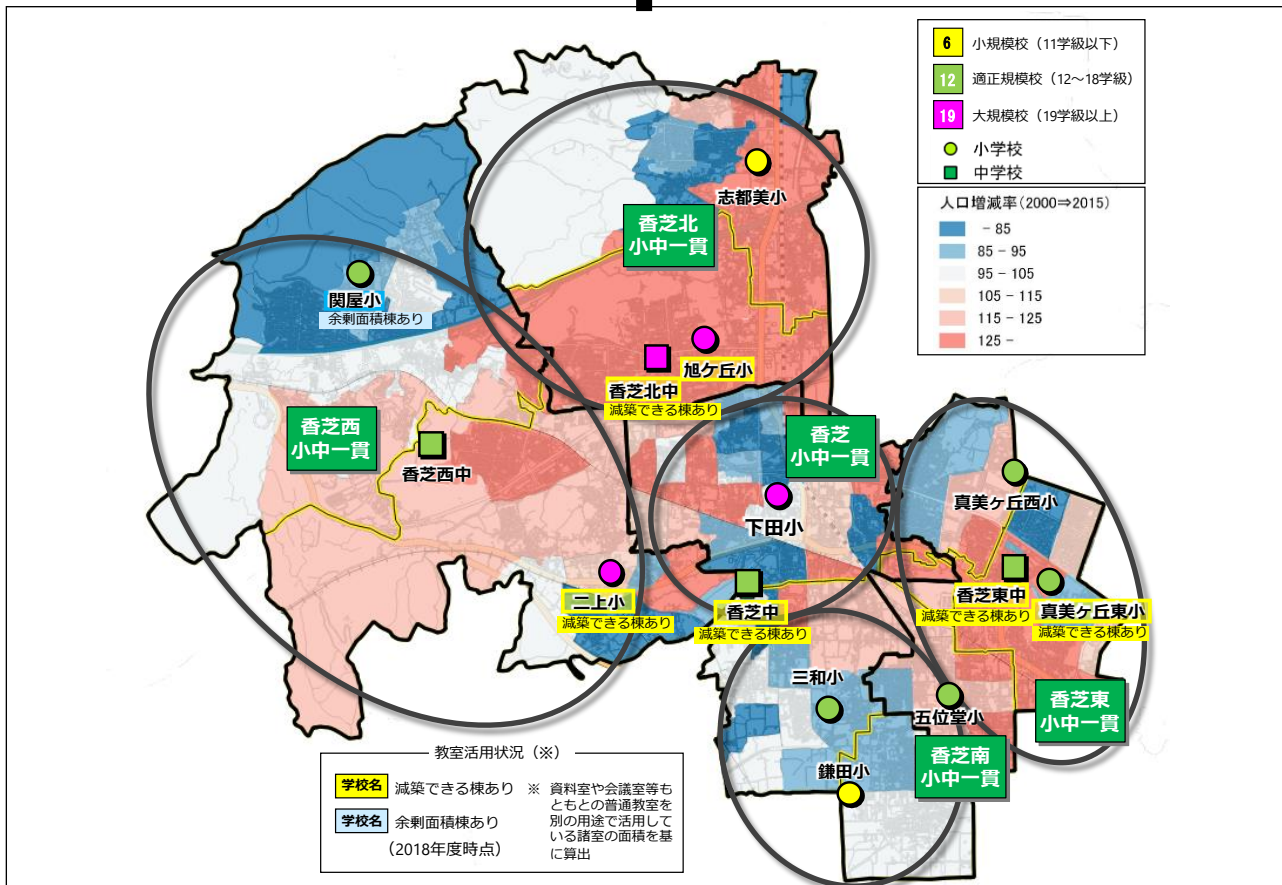 6 小規模校（11学級以下）
12 適正規模校（12～18学級）
19 大規模校（19学級以上）
小学校
中学校
人口増減率（2000⇒2015）
- 85
85 - 95
95 - 105
105 - 115
115 - 125
125 -
志都美小
香芝北
小中一貫
関屋小
余剰面積棟あり
旭ケ丘小
香芝北中
減築できる棟あり
香芝西
小中一貫
香芝西中
香芝
小中一貫
下田小
真美ヶ丘西小
二上小
減築できる棟あり
香芝中
減築できる棟あり
香芝東中
減築できる棟あり
真美ヶ丘東小
減築できる棟あり
三和小
五位堂小
香芝東
小中一貫
香芝南
小中一貫
鎌田小
教室活用状況（※）
学校名 減築できる棟あり
学校名 余剰面積棟あり
（2018年度時点）
※ 資料室や会議室等も
ともとの普通教室を
別の用途で活用して
いる諸室の面積を基
に算出